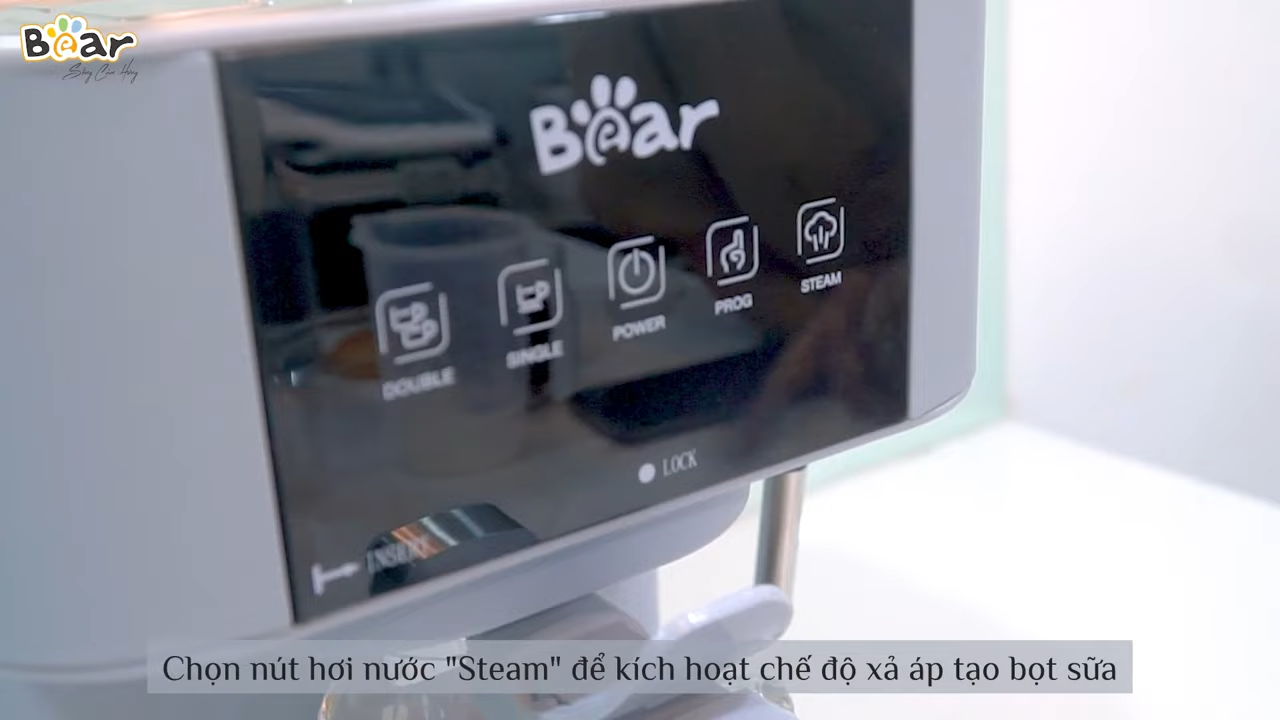 Bear
Bear
DOUBLE
SINGLE
POWER
PROG
STEAM
LOCK
INSERT
Chọn nút hơi nước "Steam" để kích hoạt chế độ xả áp tạo bọt sữa